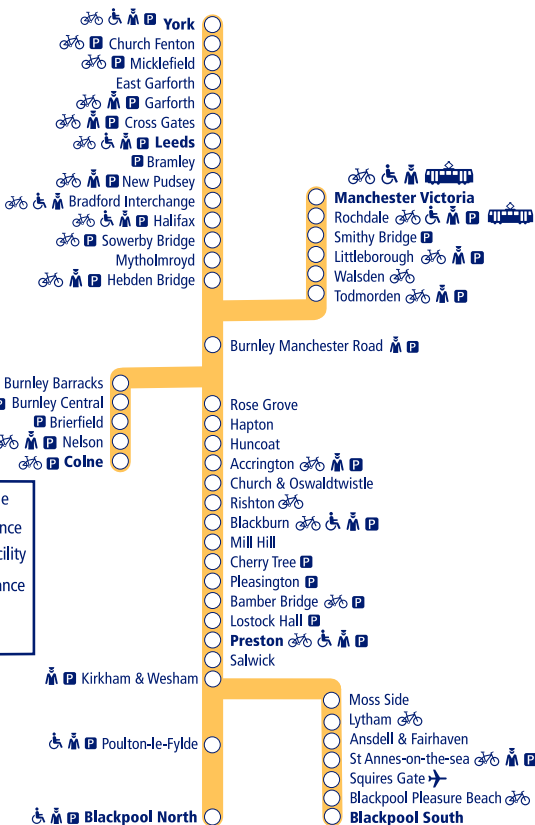 York
P Church Fenton
P Micklefield
East Garforth
P Garforth
P Cross Gates
P Leeds
P Bramley
P New Pudsey
Bradford Interchange
P Halifax
P Sowerby Bridge
Mytholmroyd
P Hebden Bridge
Manchester Victoria
Rochdale P
Smithy Bridge P
Littleborough P
Walsden
Todmorden P
Burnley Manchester Road P
Burnley Barracks
P Burnley Central
P Brierfield
P Nelson
P Colne
Rose Grove
Hapton
Huncoat
Accrington P
Church & Oswaldtwistle
Rishton
Blackburn P
Mill Hill
Cherry Tree P
Pleasington P
Bamber Bridge P
Lostock Hall P
Preston P
Salwick
P Kirkham & Wesham
Moss Side
Lytham
Ansdell & Fairhaven
St Annes-on-the-sea P
Squires Gate
Blackpool Pleasure Beach
Blackpool South
P Poulton-le-Fylde
P Blackpool North